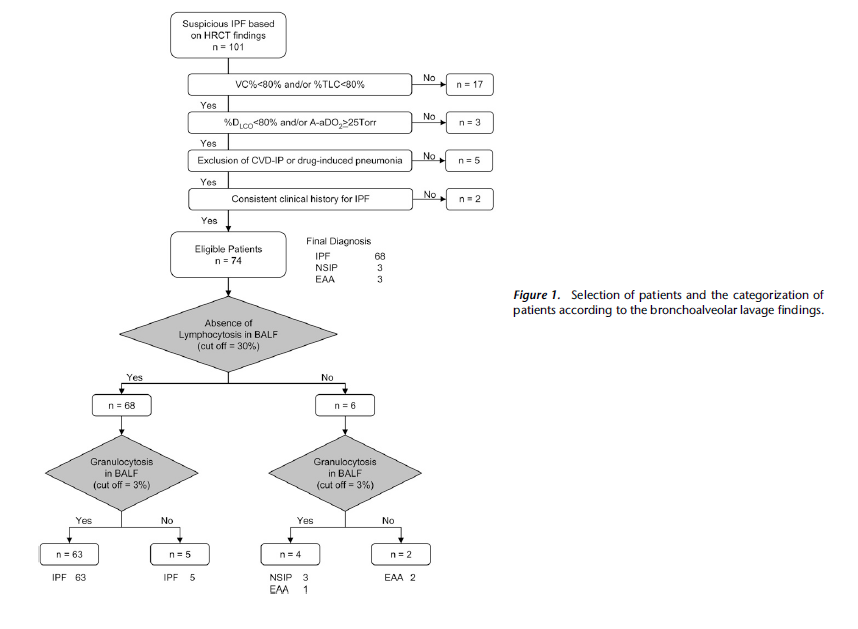 Suspicious IPF based
on HRCT findings
n = 101
VC%<80% and/or %TLC<80%
No
n = 17
Yes
%DLCO<80% and/or A-aDO2≥25Torr
No
n = 3
Yes
Exclusion of CVD-IP or drug-induced pneumonia
No
n = 5
Yes
Consistent clinical history for IPF
No
n = 2
Yes
Eligible Patients
n = 74
Final Diagnosis
IPF 68
NSIP 3
EAA 3
Figure 1. Selection of patients and the categorization of
patients according to the bronchoalveolar lavage findings.
Absence of
Lymphocytosis in BALF
(cut off = 30%)
Yes
No
n = 68
n = 6
Granulocytosis
in BALF
(cut off = 3%)
Granulocytosis
in BALF
(cut off = 3%)
Yes
No
Yes
No
n = 63
n = 5
n = 4
n = 2
IPF 63
IPF 5
NSIP 3
EAA 1
EAA 2